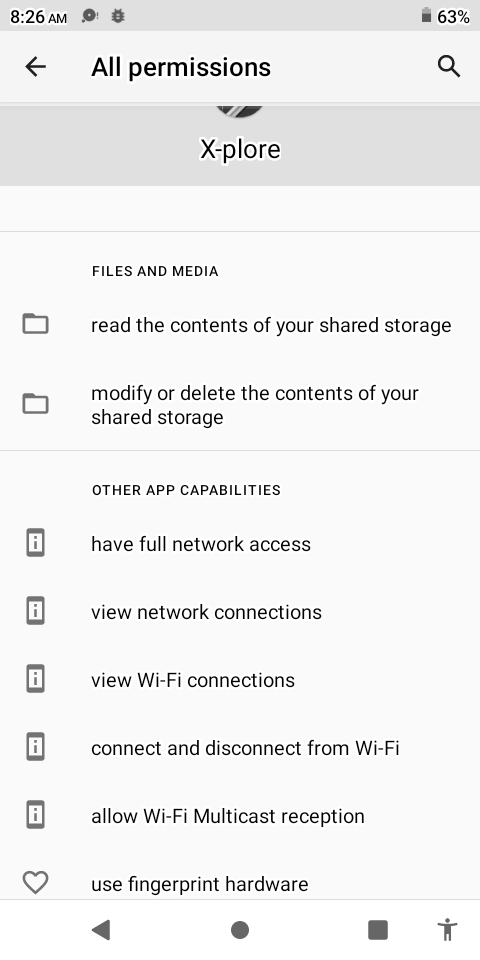 8:26 AM
63%
All permissions
X-plore
FILES AND MEDIA
read the contents of your shared storage
modify or delete the contents of your
shared storage
OTHER APP CAPABILITIES
have full network access
view network connections
view Wi-Fi connections
connect and disconnect from Wi-Fi
allow Wi-Fi Multicast reception
use fingerprint hardware